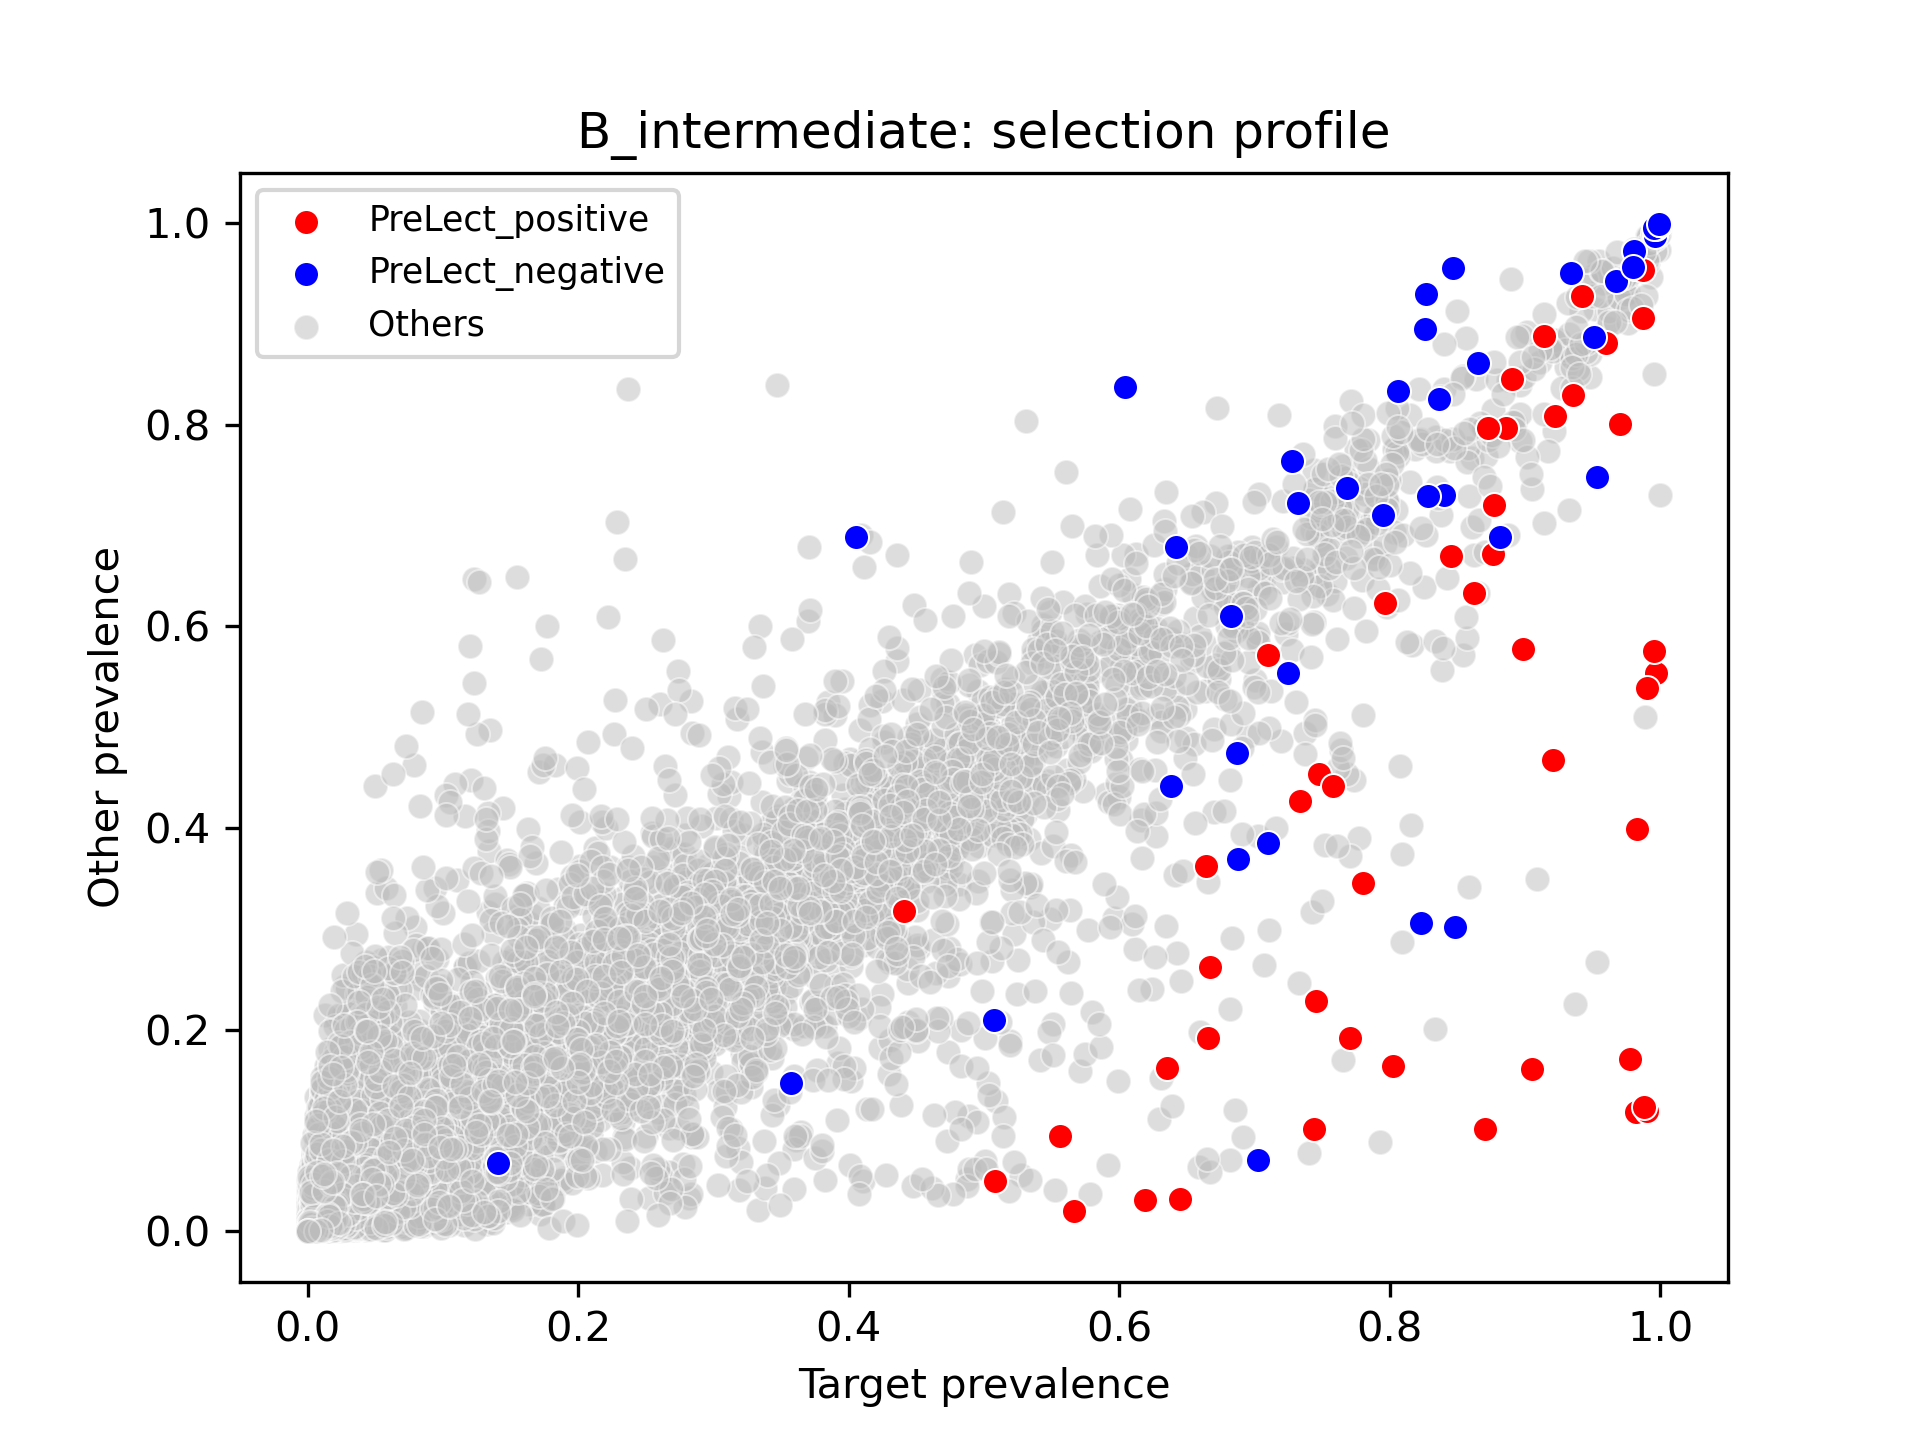 B_intermediate: selection profile
PreLect_positive
PreLect_negative
Others
1.0
0.8
0.6
0.4
0.2
0.0
Other prevalence
0.0 0.2 0.4 0.6 0.8 1.0
Target prevalence